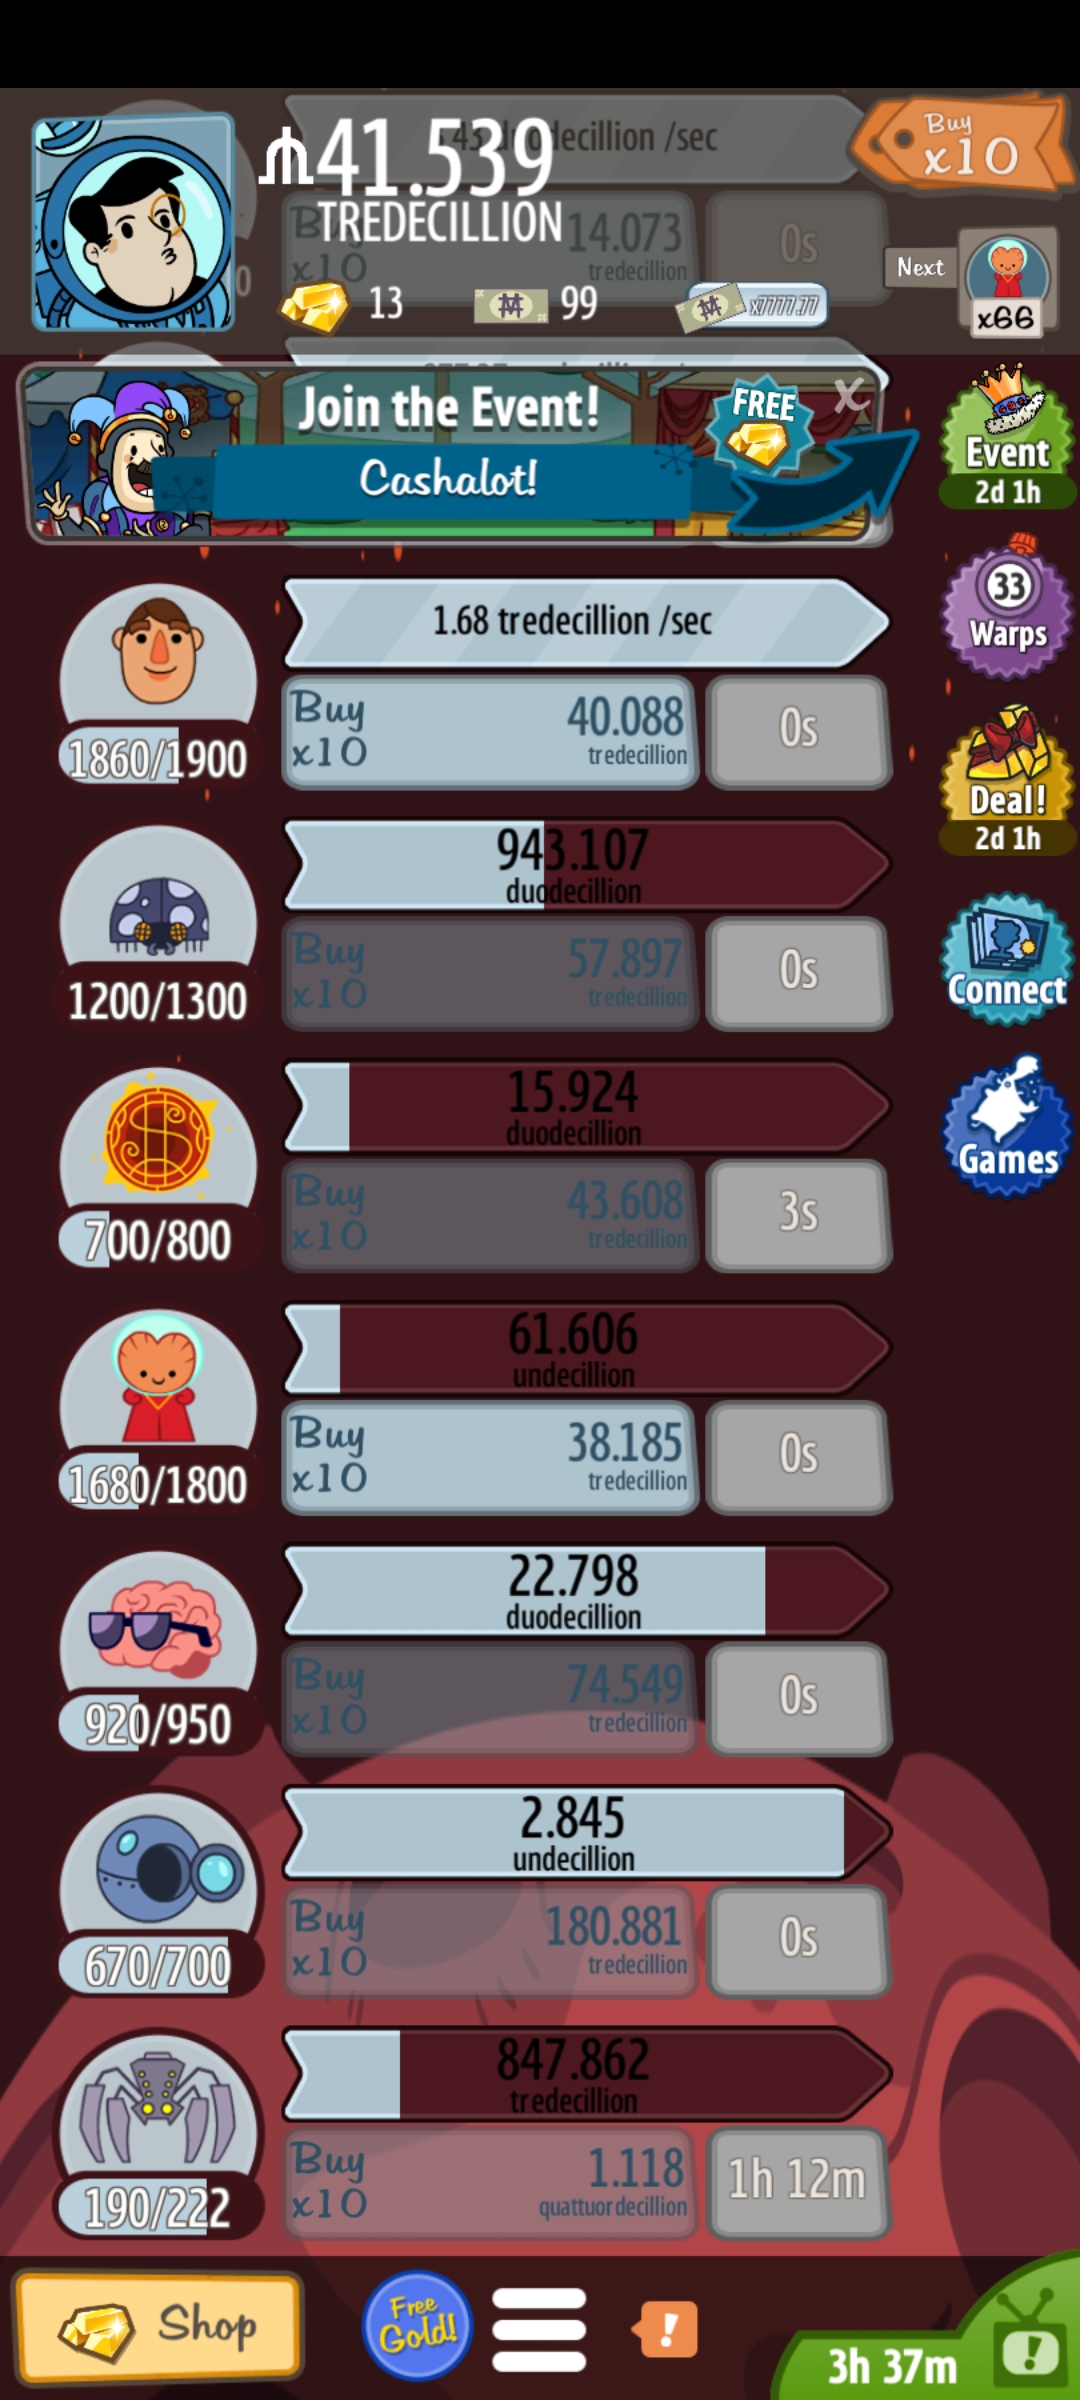 41.539
TREDECILLION
/sec
Buy
x10
14.073
tredecillion
0s
13
99
x7777.77
Buy
x10
Next
x66
Join the Event!
Cashalot!
FREE
X
Event
2d 1h
33
Warps
Deal!
2d 1h
Connect
Games
1.68 tredecillion /sec
Buy
x10
40.088
tredecillion
0s
1860/1900
943.107
duodecillion
Buy
x10
57.897
tredecillion
0s
1200/1300
15.924
duodecillion
Buy
x10
43.608
tredecillion
3s
700/800
61.606
undecillion
Buy
x10
38.185
tredecillion
0s
1680/1800
22.798
duodecillion
Buy
x10
74.549
tredecillion
0s
920/950
2.845
undecillion
Buy
x10
180.881
tredecillion
0s
670/700
847.862
tredecillion
Buy
x10
1.118
quattuordecillion
1h 12m
190/222
Shop
Free
Gold!
!
3h 37m
!